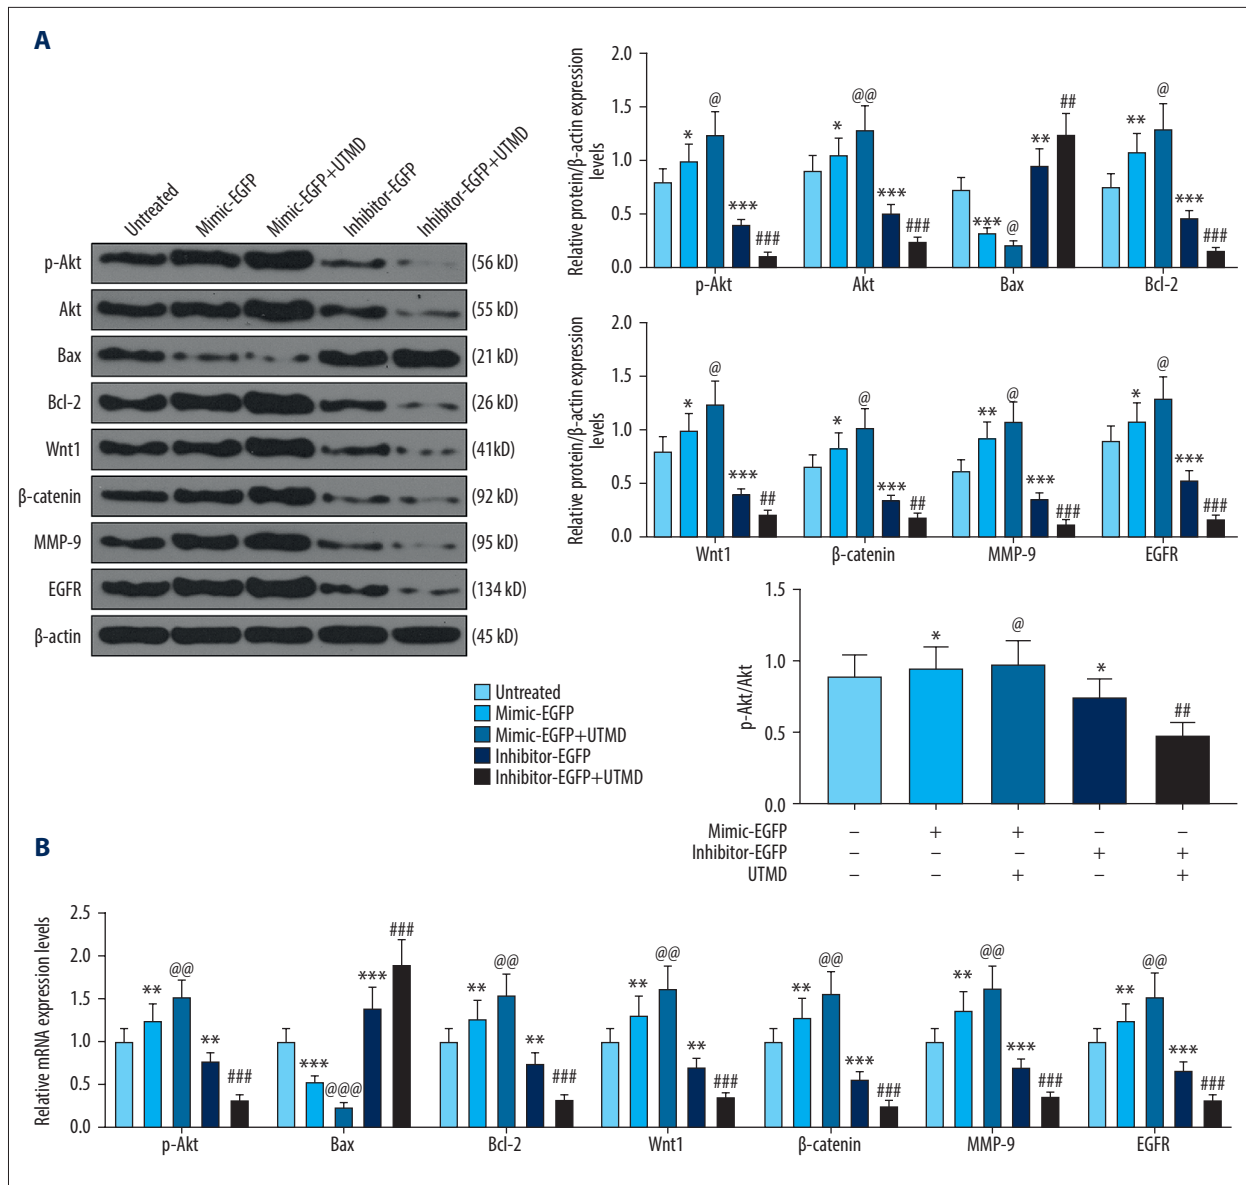 A
Untreated
Mimic-EGFP
Mimic-EGFP+UTMD
Inhibitor-EGFP
Inhibitor-EGFP+UTMD
p-Akt (56 kD)
Akt (55 kD)
Bax (21 kD)
Bcl-2 (26 kD)
Wnt1 (41kD)
β-catenin (92 kD)
MMP-9 (95 kD)
EGFR (134 kD)
β-actin (45 kD)
Relative protein/β-actin expression
levels
2.0
1.5
1.0
0.5
0.0
* @ *** ###
* @@ *** ###
*** @ ** ##
** @ *** ###
p-Akt Akt Bax Bcl-2
Relative protein/β-actin expression
levels
2.0
1.5
1.0
0.5
0.0
* @ *** ##
* @ *** ##
** @ *** ###
* @ *** ###
Wnt1 β-catenin MMP-9 EGFR
Untreated
Mimic-EGFP
Mimic-EGFP+UTMD
Inhibitor-EGFP
Inhibitor-EGFP+UTMD
p-Akt/Akt
1.5
1.0
0.5
0.0
* @ * ##
Mimic-EGFP − + + − −
Inhibitor-EGFP − − − + +
UTMD − − + − +
B
Relative mRNA expression levels
2.5
2.0
1.5
1.0
0.5
0.0
** @@ ** ###
*** @@@ *** ###
** @@ ** ###
** @@ ** ###
** @@ *** ###
** @@ *** ###
** @@ *** ###
p-Akt Bax Bcl-2 Wnt1 β-catenin MMP-9 EGFR